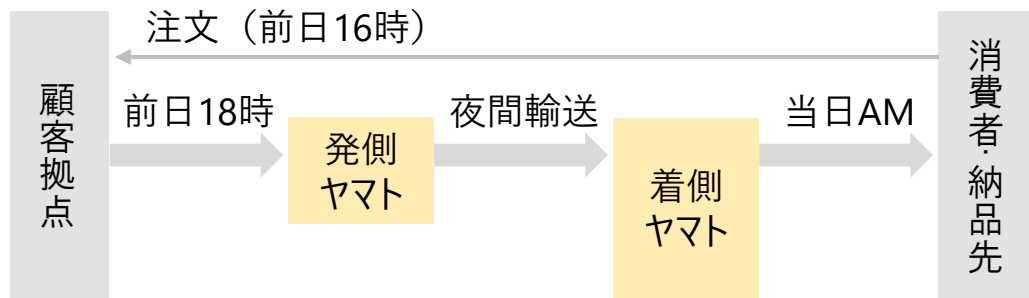 注文（前日16時）
顧客拠点
前日18時
発側
ヤマト
夜間輸送
着側
ヤマト
当日AM
消費者・納品先